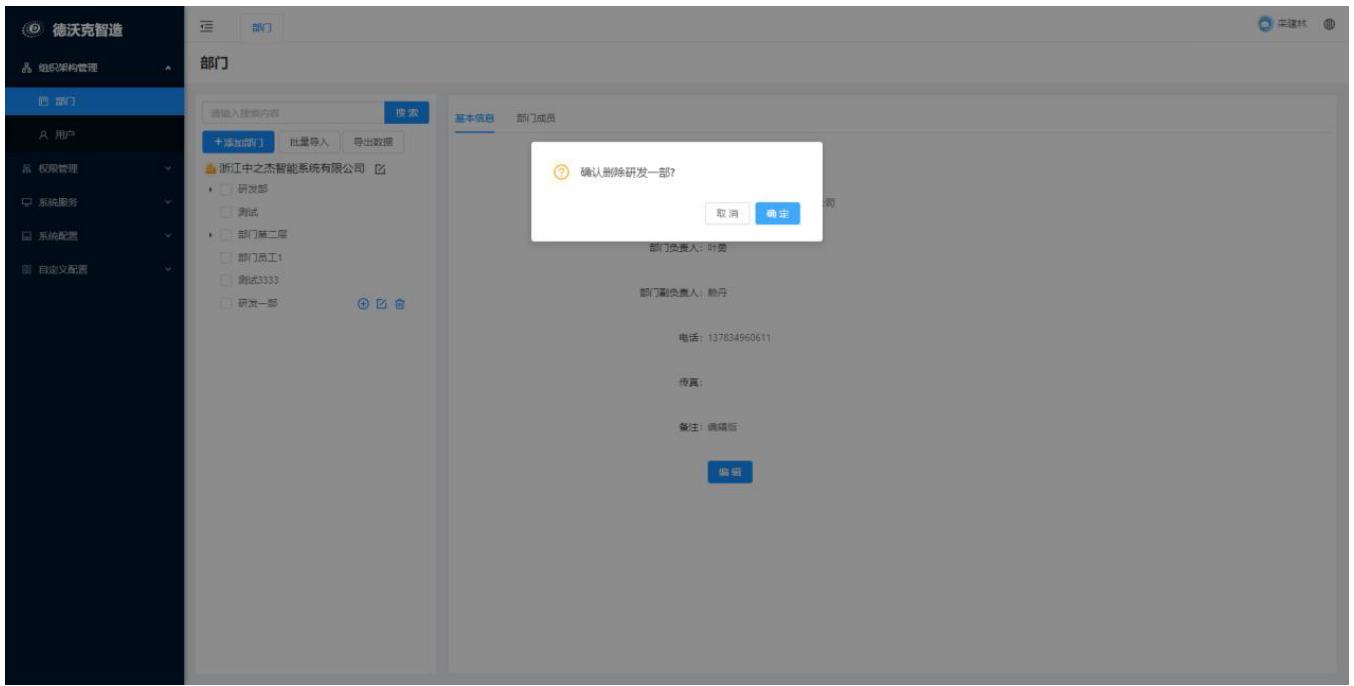 德沃克智造
部门
组织架构管理
部门
部门
用户
权限管理
系统服务
系统配置
自定义配置
请输入搜索内容
搜 索
+添加部门
批量导入
导出数据
浙江中之杰智能系统有限公司
研发部
测试
部门第二层
部门员工1
测试3333
研发一部
基本信息
部门成员
确认删除研发一部?
取 消
确 定
司
部门负责人: 叶勇
部门副负责人: 鲍丹
电话: 137834960611
传真:
备注: 编辑后
编 辑